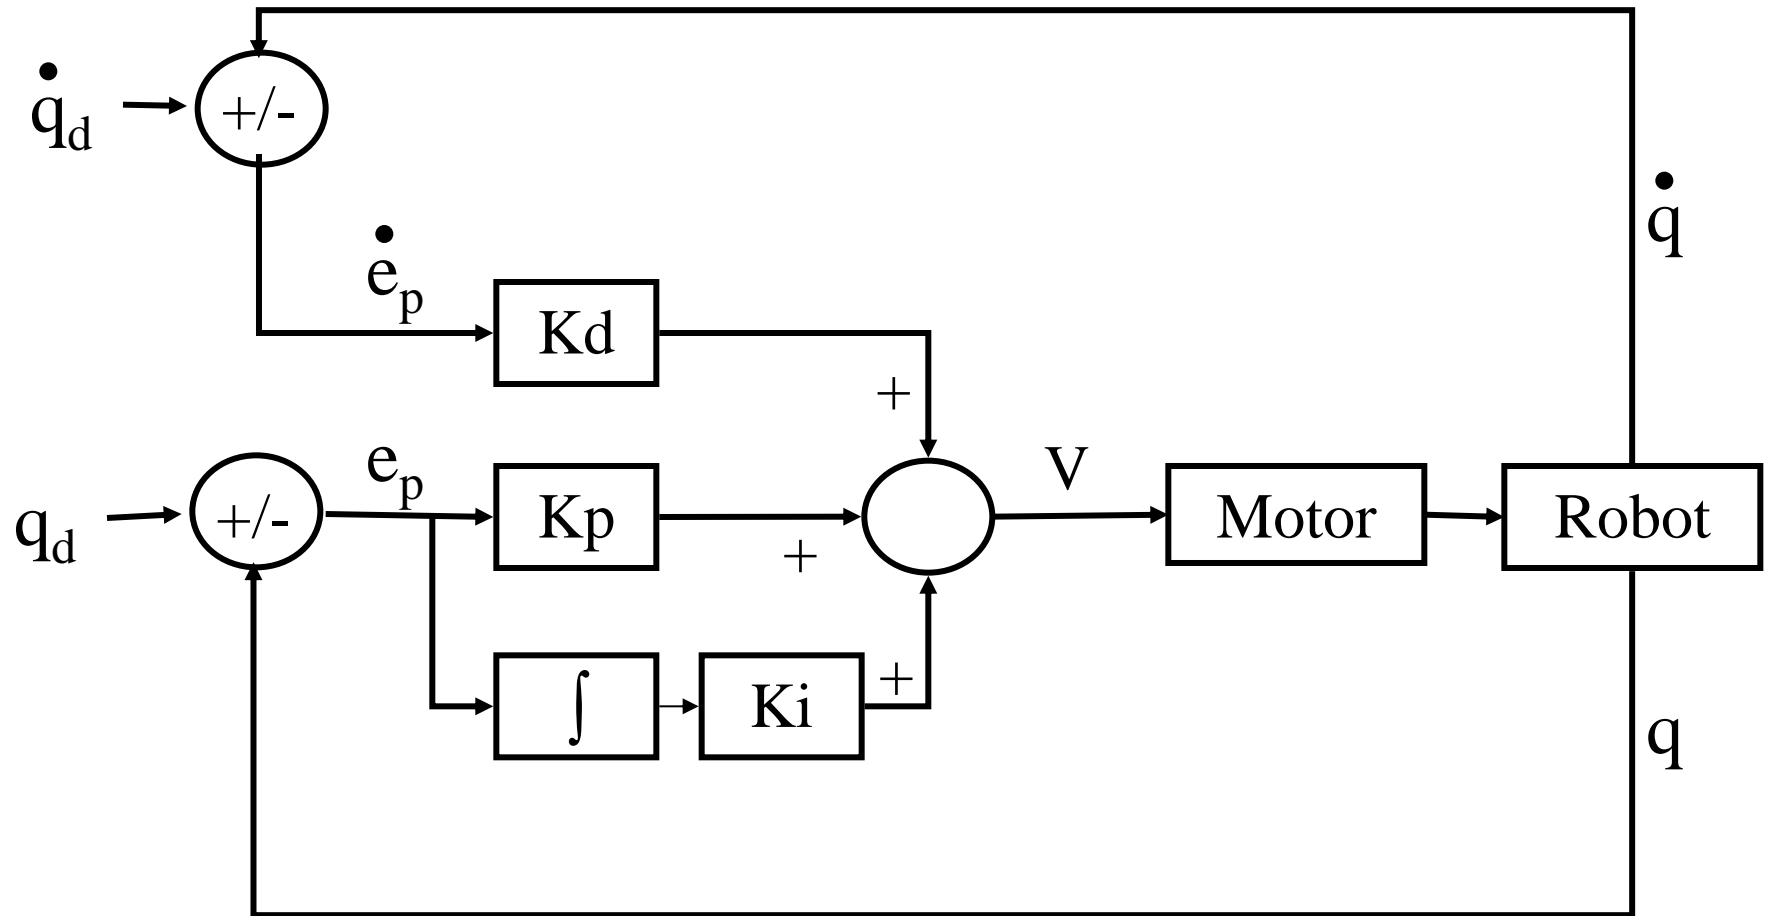 q̇d
+/-
q̇
ėp
Kd
+
ep
V
qd
+/-
Kp
Motor
Robot
+
∫
Ki
+
q